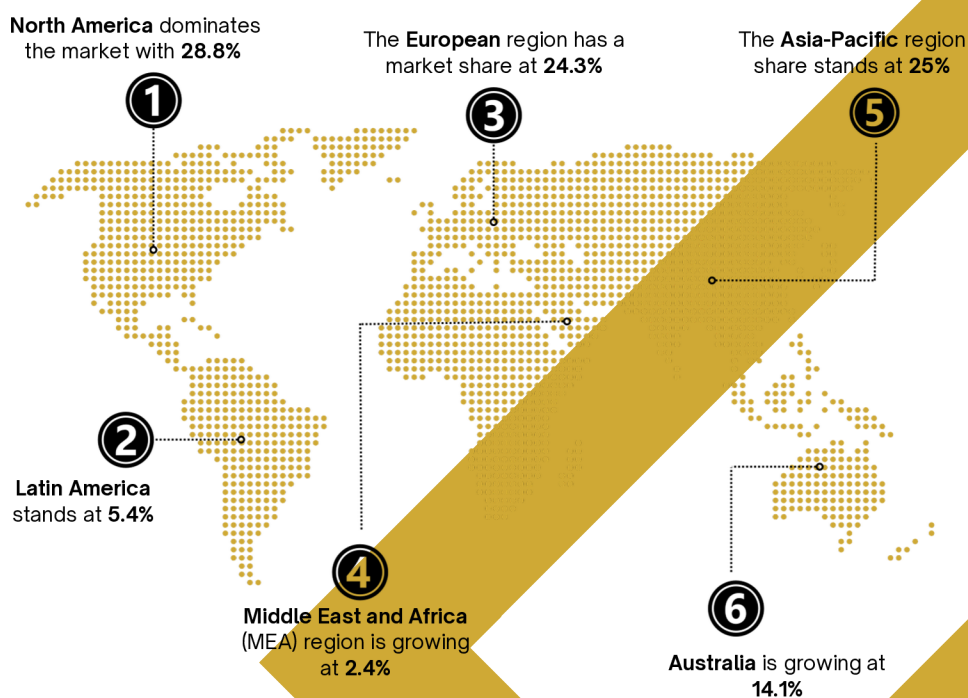 North America dominates
the market with 28.8%
1
The European region has a
market share at 24.3%
3
The Asia-Pacific region
share stands at 25%
5
2
Latin America
stands at 5.4%
4
Middle East and Africa
(MEA) region is growing
at 2.4%
6
Australia is growing at
14.1%